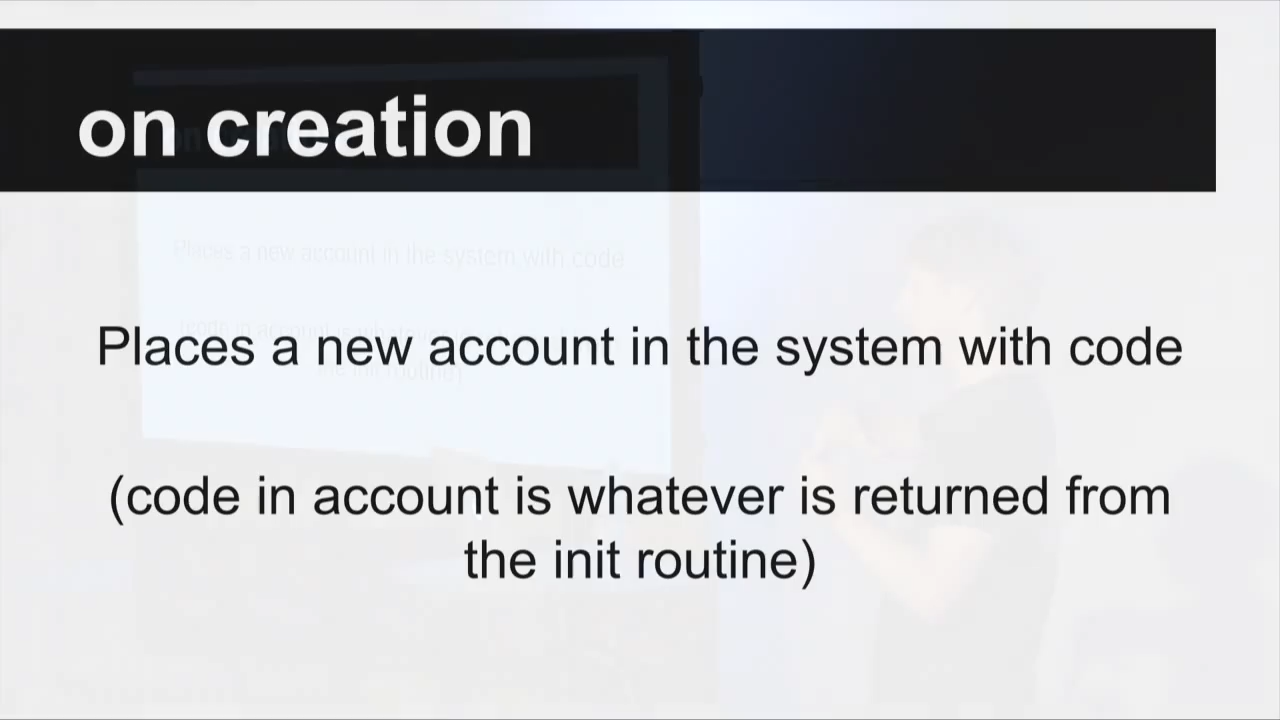 on creation
Places a new account in the system with code
(code in account is whatever is returned from
the init routine)